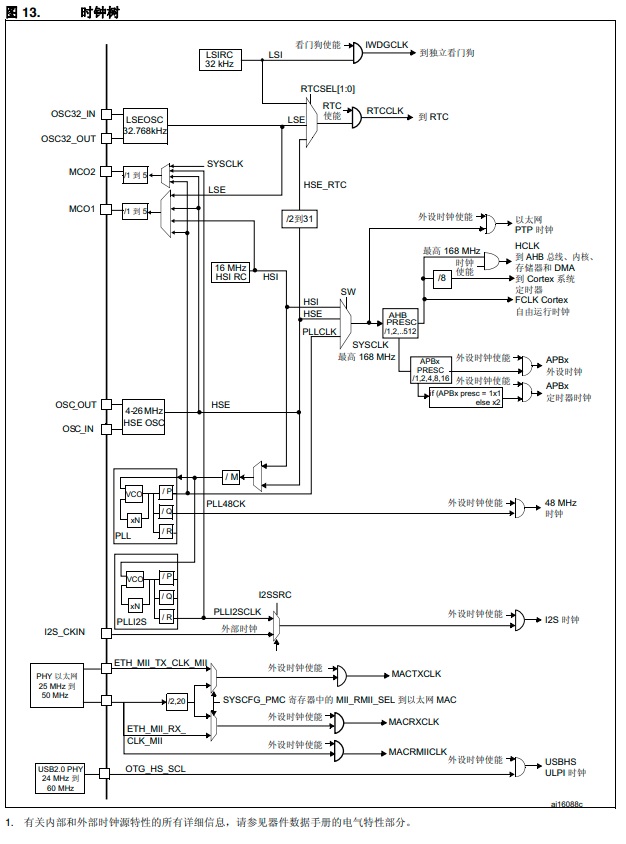 图 13. 时钟树
看门狗使能 IWDGCLK
LSIRC
32 kHz
LSI
到独立看门狗
RTCSEL[1:0]
OSC32_IN
OSC32_OUT
LSEOSC
32.768kHz
LSE
RTC
使能
RTCCLK
到 RTC
MCO2
/1 到 5
SYSCLK
LSE
HSE_RTC
MCO1
/1 到 5
/2到31
外设时钟使能
以太网
PTP 时钟
16 MHz
HSI RC
HSI
最高 168 MHz
时钟
使能
HCLK
到 AHB 总线、内核、
存储器和 DMA
/8
到 Cortex 系统
定时器
FCLK Cortex
自由运行时钟
SW
HSI
HSE
PLLCLK
AHB
PRESC
/1,2,..512
SYSCLK
最高 168 MHz
APBx
PRESC
/1,2,4,8,16
外设时钟使能
APBx
外设时钟
外设时钟使能
if (APBx presc = 1x1
else x2
APBx
定时器时钟
OSC_OUT
OSC_IN
4-26 MHz
HSE OSC
HSE
/ M
VCO
xN
/ P
/ Q
/ R
PLL
PLL48CK
外设时钟使能
48 MHz
时钟
VCO
xN
/ P
/ Q
/ R
PLLI2S
I2SSRC
PLLI2SCLK
外部时钟
外设时钟使能
I2S 时钟
I2S_CKIN
PHY 以太网
25 MHz 到
50 MHz
ETH_MII_TX_CLK_MII
外设时钟使能
MACTXCLK
/2,20
SYSCFG_PMC 寄存器中的 MII_RMII_SEL 到以太网 MAC
外设时钟使能
MACRXCLK
ETH_MII_RX_
CLK_MII
外设时钟使能
MACRMIICLK
USB2.0 PHY
24 MHz 到
60 MHz
OTG_HS_SCL
外设时钟使能
USBHS
ULPI 时钟
ai16088c
1. 有关内部和外部时钟源特性的所有详细信息，请参见器件数据手册的电气特性部分。